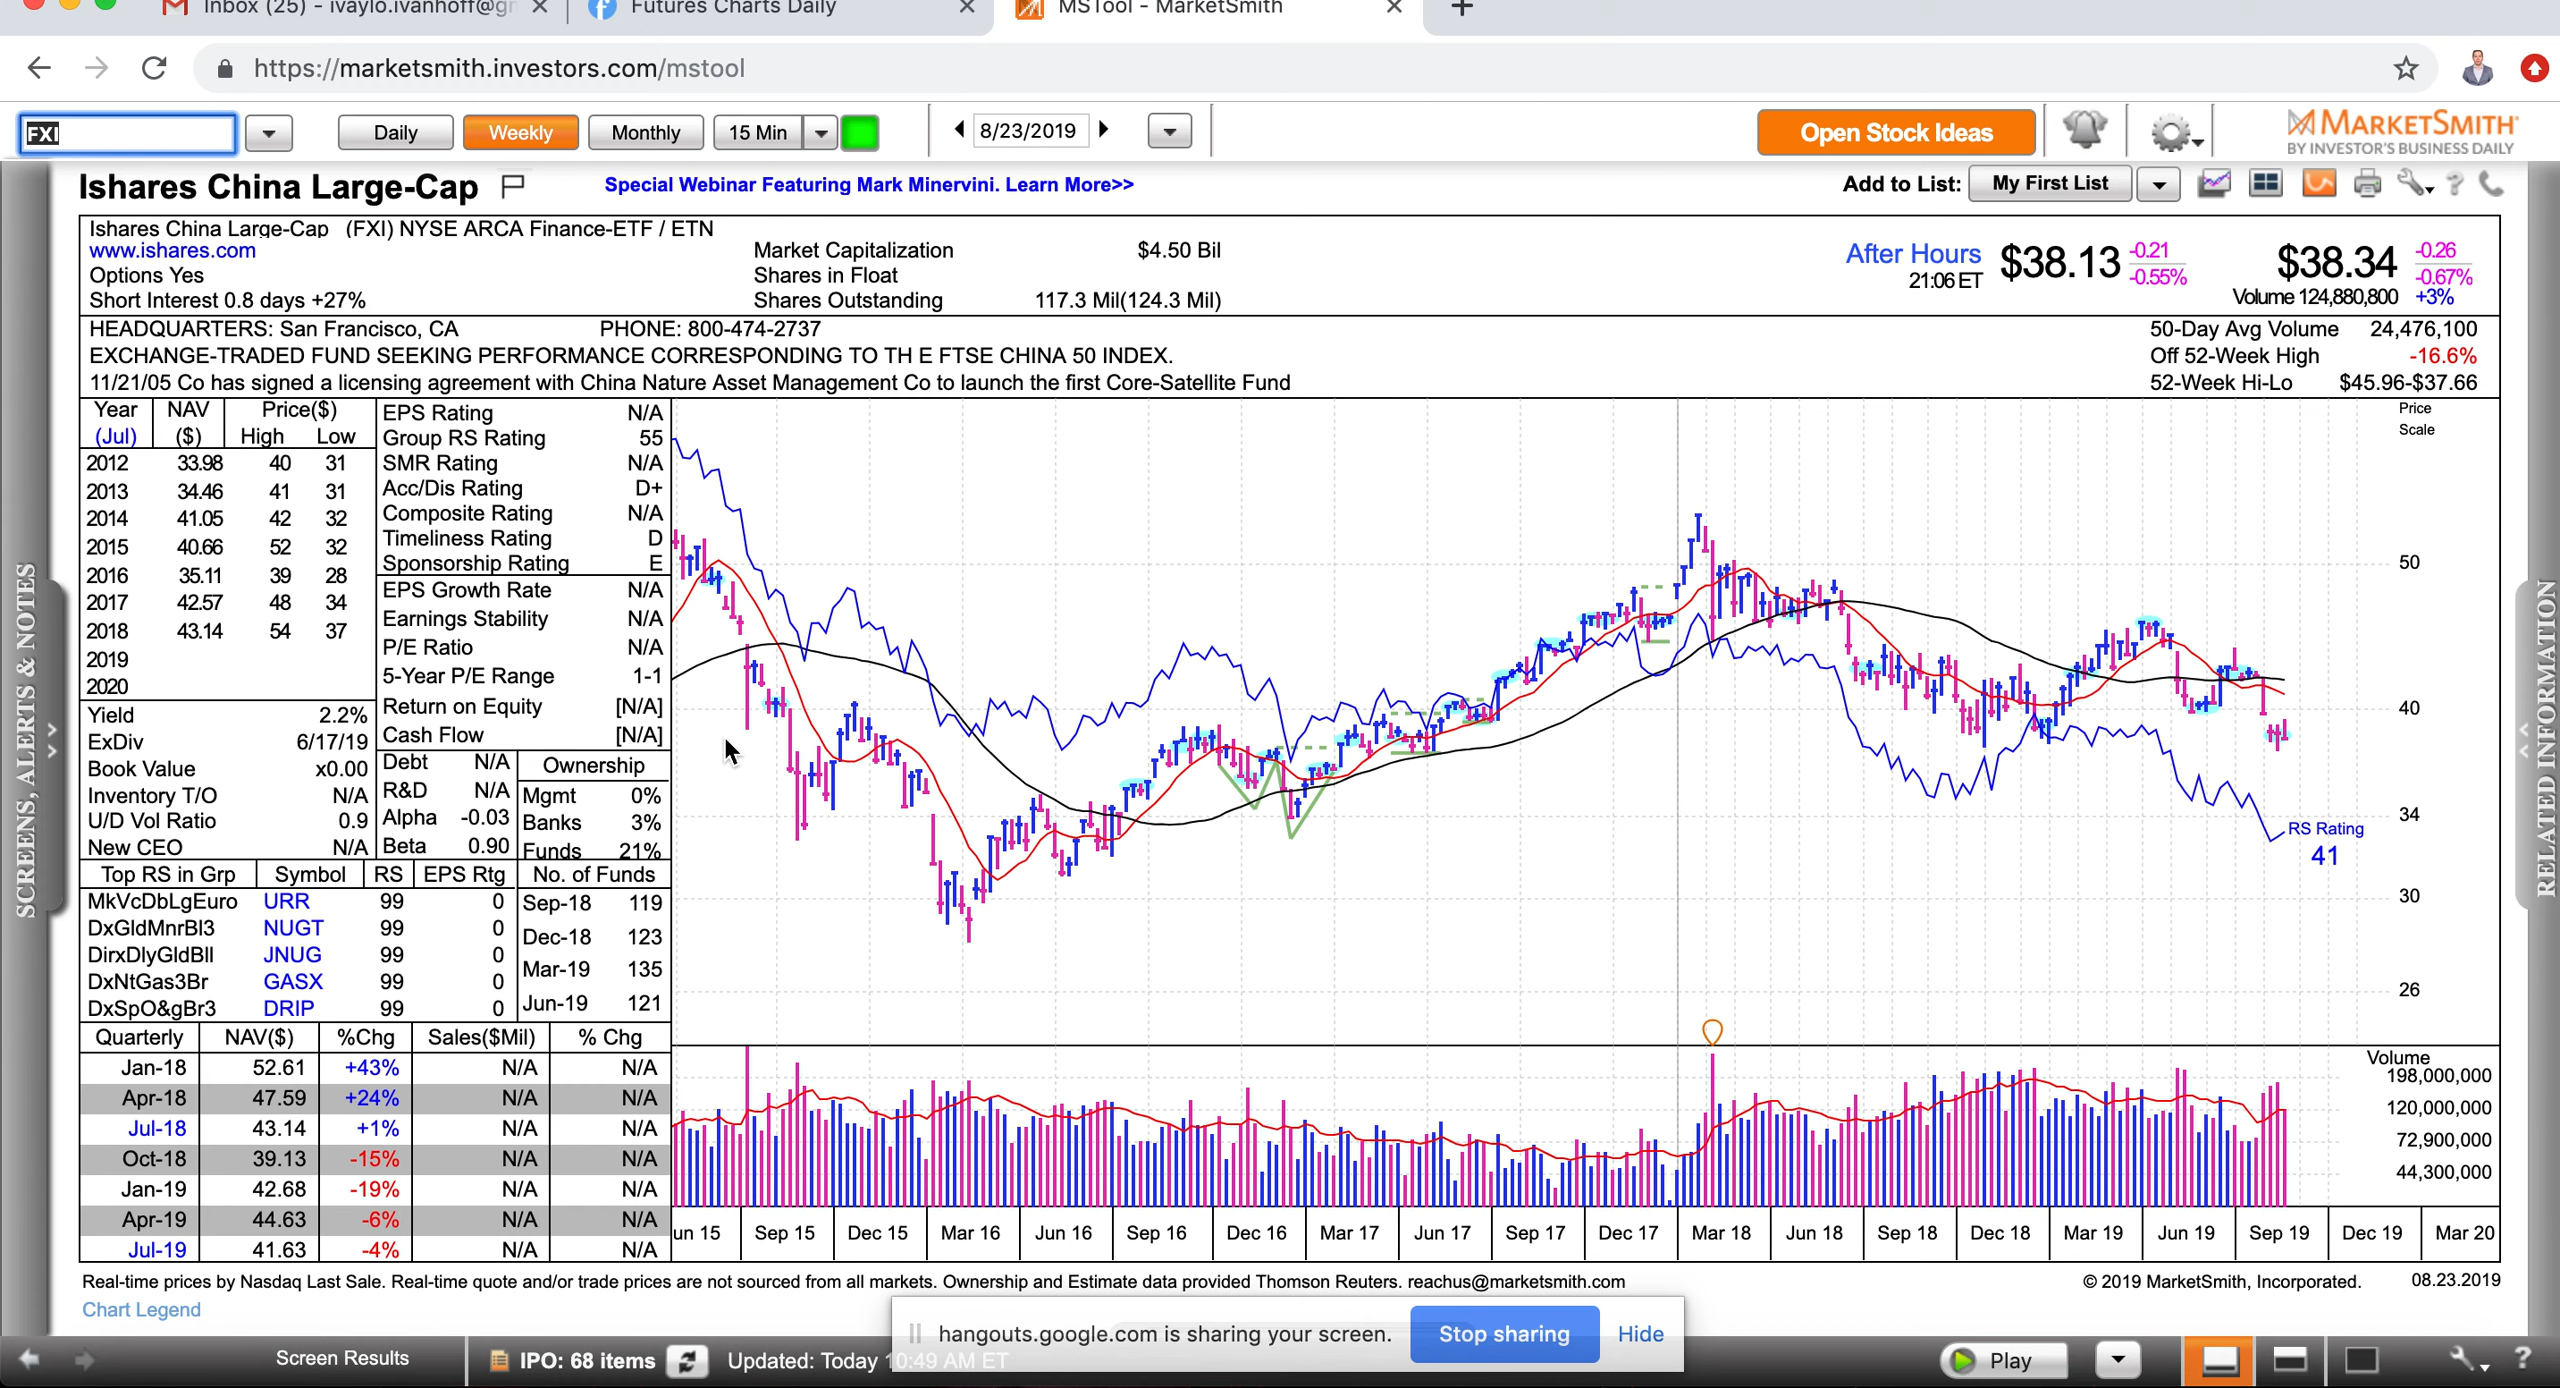 Inbox (25) - ivaylo.ivanhoff@gm
Futures Charts Daily
MSTool - MarketSmith
https://marketsmith.investors.com/mstool
FXI
Daily
Weekly
Monthly
15 Min
8/23/2019
Open Stock Ideas
MARKETSMITH
BY INVESTOR'S BUSINESS DAILY
Ishares China Large-Cap
Special Webinar Featuring Mark Minervini. Learn More>>
Add to List:
My First List
Ishares China Large-Cap (FXI) NYSE ARCA Finance-ETF / ETN
www.ishares.com
Options Yes
Short Interest 0.8 days +27%
Market Capitalization $4.50 Bil
Shares in Float
Shares Outstanding 117.3 Mil(124.3 Mil)
After Hours
21:06 ET
$38.13
-0.21
-0.55%
$38.34
-0.26
-0.67%
Volume 124,880,800 +3%
HEADQUARTERS: San Francisco, CA PHONE: 800-474-2737
EXCHANGE-TRADED FUND SEEKING PERFORMANCE CORRESPONDING TO TH E FTSE CHINA 50 INDEX.
11/21/05 Co has signed a licensing agreement with China Nature Asset Management Co to launch the first Core-Satellite Fund
50-Day Avg Volume 24,476,100
Off 52-Week High -16.6%
52-Week Hi-Lo $45.96-$37.66
Year NAV Price($)
(Jul) ($) High Low
2012 33.98 40 31
2013 34.46 41 31
2014 41.05 42 32
2015 40.66 52 32
2016 35.11 39 28
2017 42.57 48 34
2018 43.14 54 37
2019
2020
Yield 2.2%
ExDiv 6/17/19
Book Value x0.00
Inventory T/O N/A
U/D Vol Ratio 0.9
New CEO N/A
EPS Rating N/A
Group RS Rating 55
SMR Rating N/A
Acc/Dis Rating D+
Composite Rating N/A
Timeliness Rating D
Sponsorship Rating E
EPS Growth Rate N/A
Earnings Stability N/A
P/E Ratio N/A
5-Year P/E Range 1-1
Return on Equity [N/A]
Cash Flow [N/A]
Debt N/A
R&D N/A
Alpha -0.03
Beta 0.90
Ownership
Mgmt 0%
Banks 3%
Funds 21%
Top RS in Grp Symbol RS EPS Rtg
MkVcDbLgEuro URR 99 0
DxGldMnrBl3 NUGT 99 0
DirxDlyGldBll JNUG 99 0
DxNtGas3Br GASX 99 0
DxSpO&gBr3 DRIP 99 0
No. of Funds
Sep-18 119
Dec-18 123
Mar-19 135
Jun-19 121
Quarterly NAV($) %Chg Sales($Mil) % Chg
Jan-18 52.61 +43% N/A N/A
Apr-18 47.59 +24% N/A N/A
Jul-18 43.14 +1% N/A N/A
Oct-18 39.13 -15% N/A N/A
Jan-19 42.68 -19% N/A N/A
Apr-19 44.63 -6% N/A N/A
Jul-19 41.63 -4% N/A N/A
Price
Scale
50
40
34
30
26
RS Rating
41
Volume
198,000,000
120,000,000
72,900,000
44,300,000
un 15 Sep 15 Dec 15 Mar 16 Jun 16 Sep 16 Dec 16 Mar 17 Jun 17 Sep 17 Dec 17 Mar 18 Jun 18 Sep 18 Dec 18 Mar 19 Jun 19 Sep 19 Dec 19 Mar 20
SCREENS, ALERTS & NOTES
RELATED INFORMATION
Real-time prices by Nasdaq Last Sale. Real-time quote and/or trade prices are not sourced from all markets. Ownership and Estimate data provided Thomson Reuters. reachus@marketsmith.com
© 2019 MarketSmith, Incorporated. 08.23.2019
Chart Legend
hangouts.google.com is sharing your screen.
Stop sharing
Hide
Screen Results
IPO: 68 items
Updated: Today 10:49 AM ET
Play